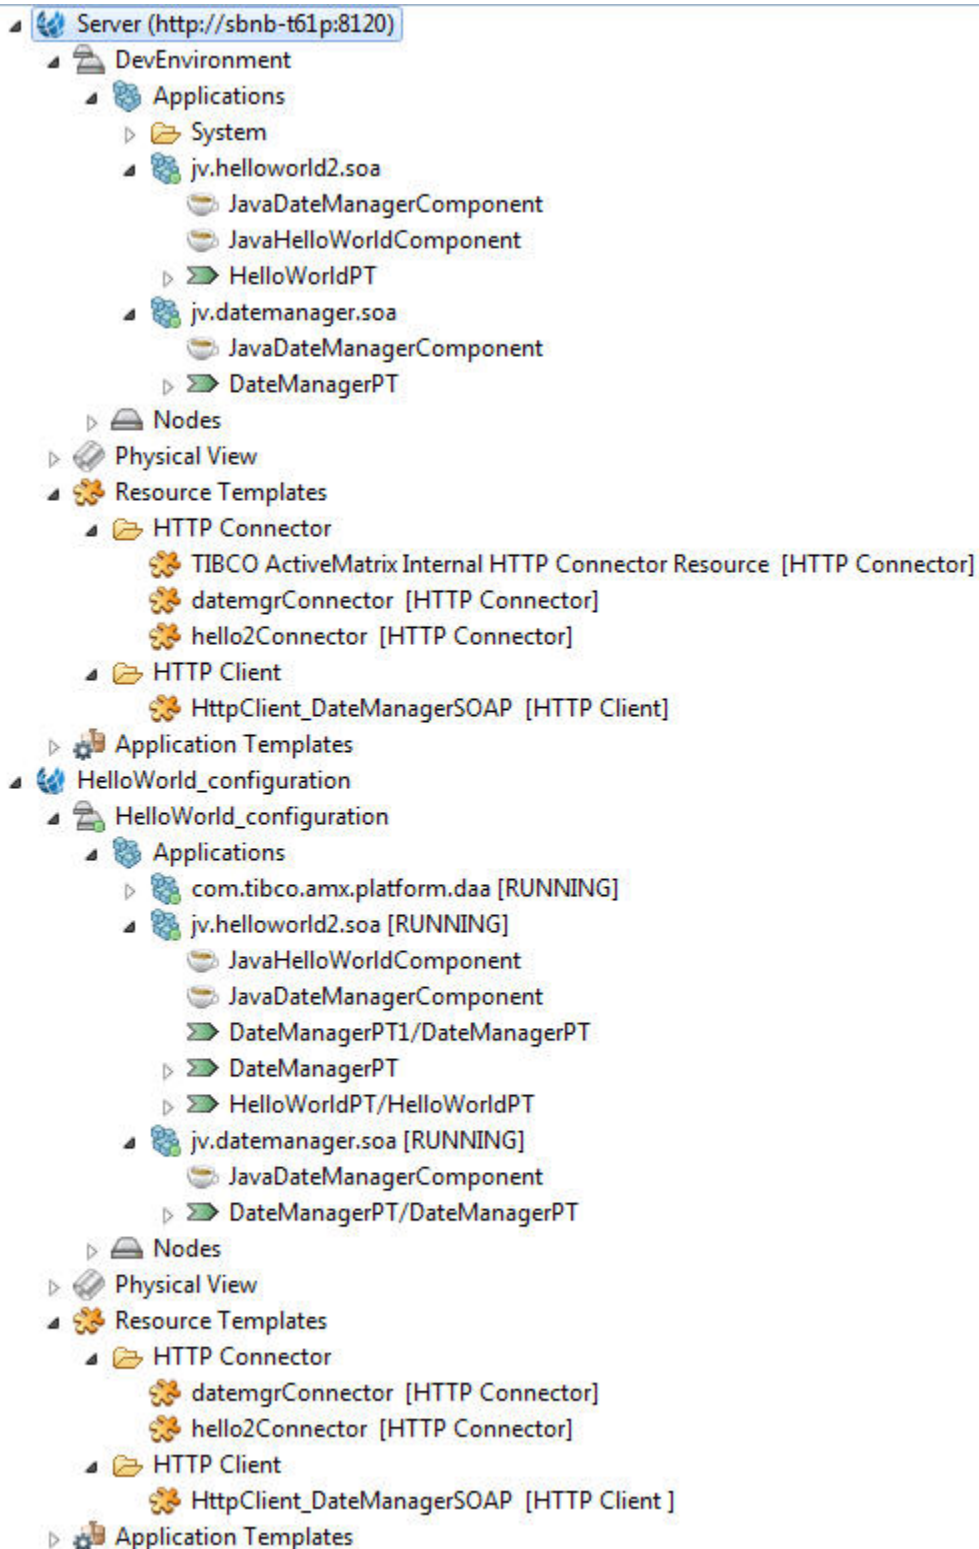 Server (http://sbnb-t61p:8120)
DevEnvironment
Applications
System
jv.helloworld2.soa
JavaDateManagerComponent
JavaHelloWorldComponent
HelloWorldPT
jv.datemanager.soa
JavaDateManagerComponent
DateManagerPT
Nodes
Physical View
Resource Templates
HTTP Connector
TIBCO ActiveMatrix Internal HTTP Connector Resource [HTTP Connector]
datemgrConnector [HTTP Connector]
hello2Connector [HTTP Connector]
HTTP Client
HttpClient_DateManagerSOAP [HTTP Client]
Application Templates
HelloWorld_configuration
HelloWorld_configuration
Applications
com.tibco.amx.platform.daa [RUNNING]
jv.helloworld2.soa [RUNNING]
JavaHelloWorldComponent
JavaDateManagerComponent
DateManagerPT1/DateManagerPT
DateManagerPT
HelloWorldPT/HelloWorldPT
jv.datemanager.soa [RUNNING]
JavaDateManagerComponent
DateManagerPT/DateManagerPT
Nodes
Physical View
Resource Templates
HTTP Connector
datemgrConnector [HTTP Connector]
hello2Connector [HTTP Connector]
HTTP Client
HttpClient_DateManagerSOAP [HTTP Client ]
Application Templates